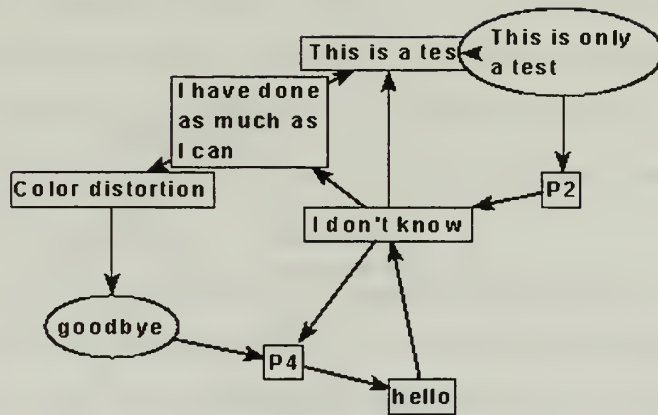 This is a tes
This is only
a test
I have done
as much as
I can
Color distortion
P2
I don't know
goodbye
P4
hello